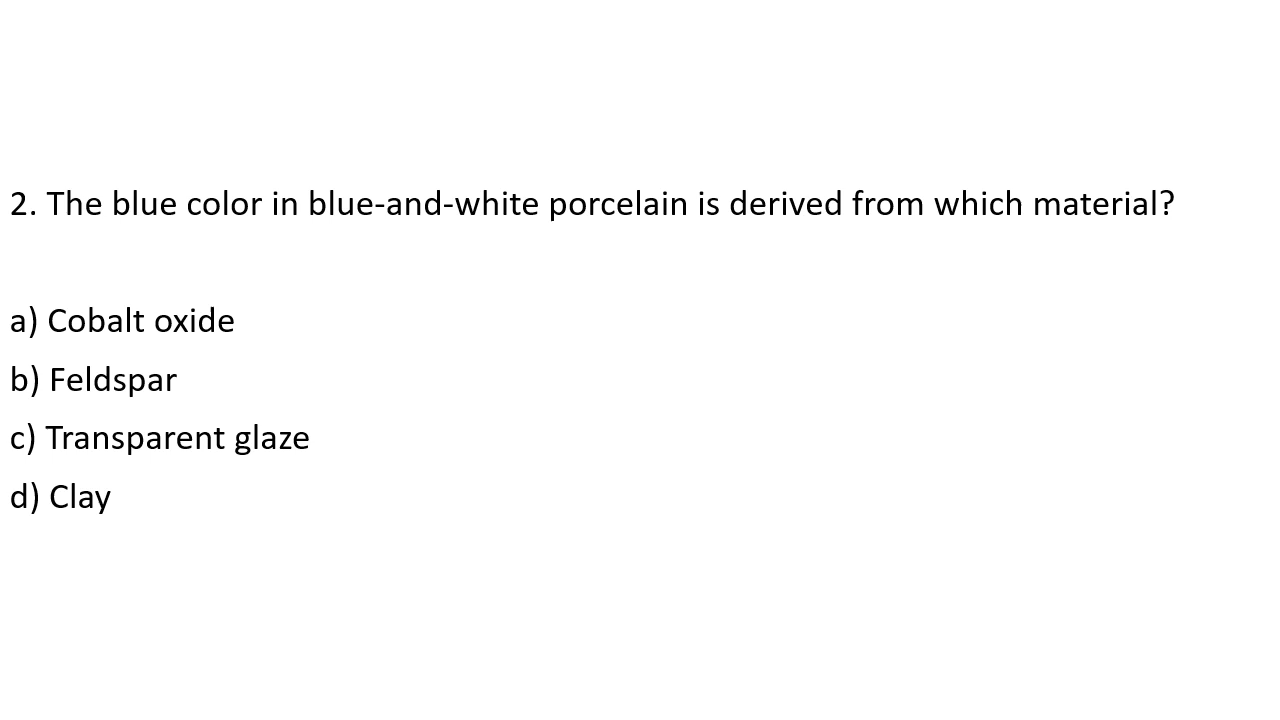 2. The blue color in blue-and-white porcelain is derived from which material?
a) Cobalt oxide
b) Feldspar
c) Transparent glaze
d) Clay